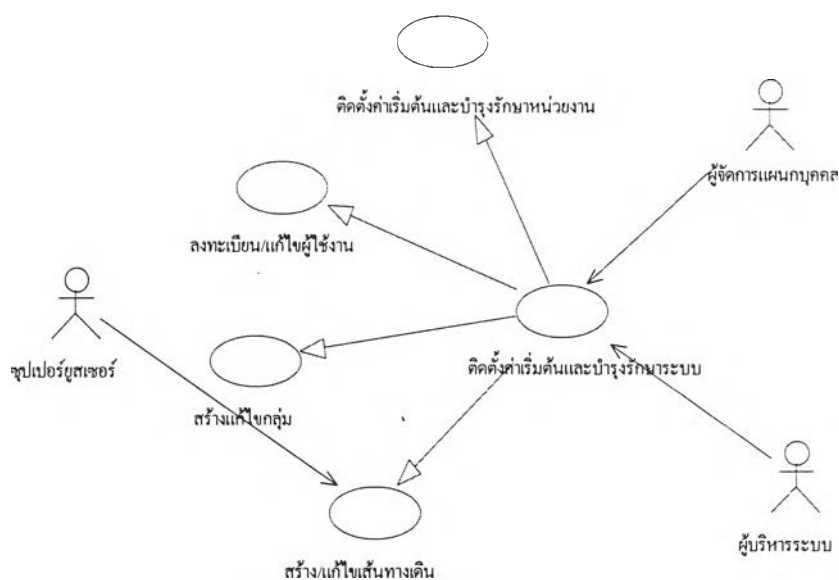 ติดตั้งค่าเริ่มต้นและบำรุงรักษาหน่วยงาน
ผู้จัดการแผนกบุคคล
ลงทะเบียน/แก้ไขผู้ใช้งาน
ซุปเปอร์ยูสเซอร์
ติดตั้งค่าเริ่มต้นและบำรุงรักษาระบบ
สร้างแก้ไขกลุ่ม
ผู้บริหารระบบ
สร้าง/แก้ไขเส้นทางเดิน